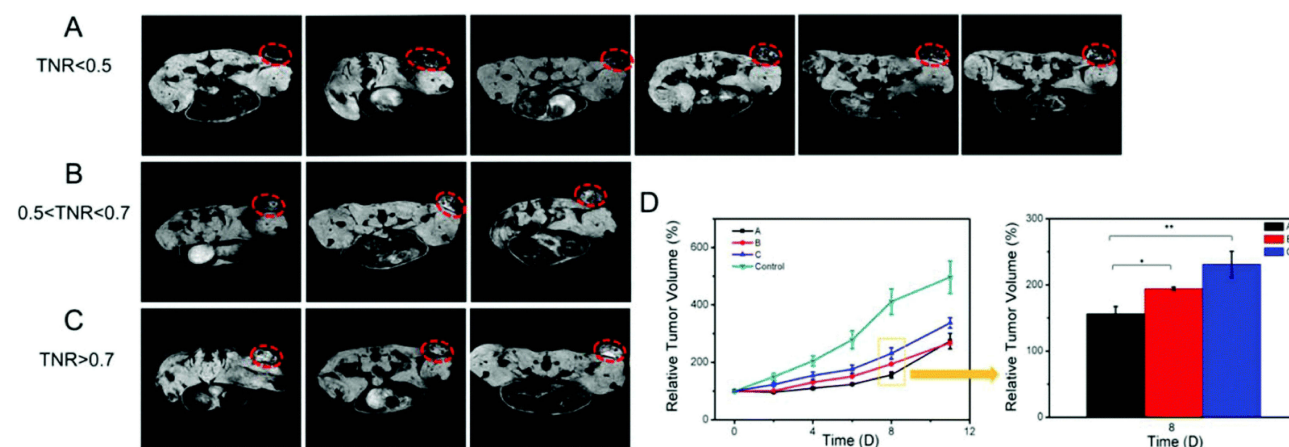 A
TNR<0.5
B
0.5<TNR<0.7
C
TNR>0.7
D
Relative Tumor Volume (%)
600
400
200
0
0
4
8
12
Time (D)
A
B
C
Control
Relative Tumor Volume (%)
300
200
100
0
8
Time (D)
*
**
A